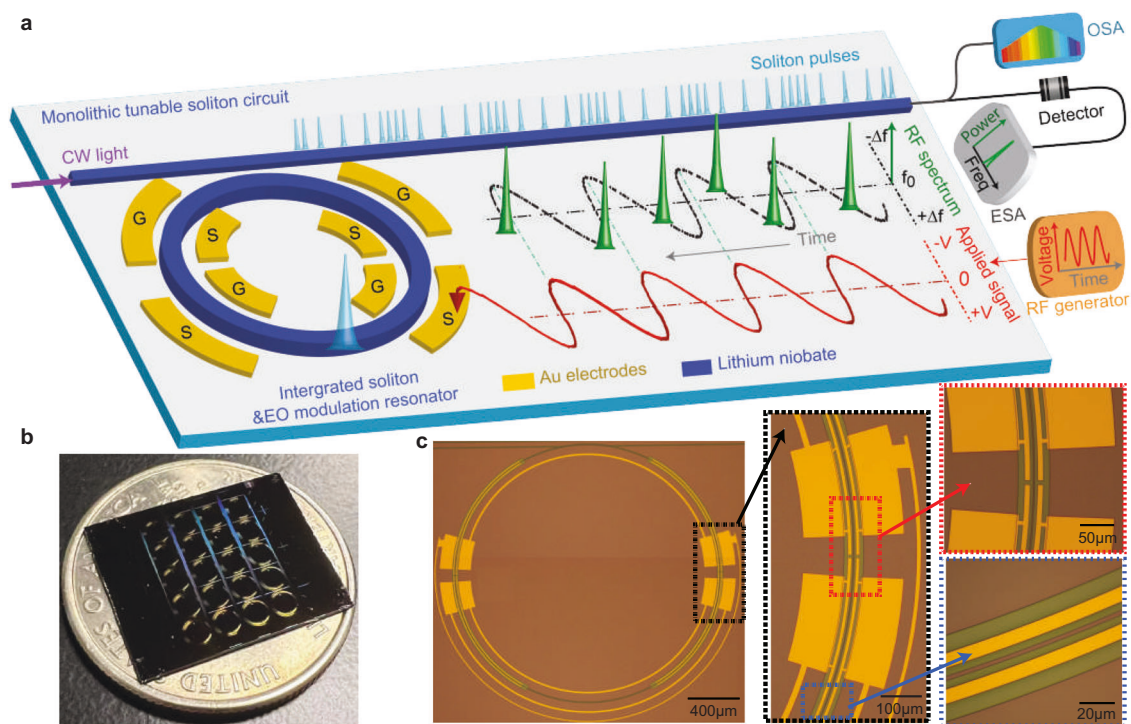 a
OSA
Monolithic tunable soliton circuit
Soliton pulses
Detector
CW light
Power
Freq
ESA
RF spectrum
-Δf
f0
+Δf
G
G
S
S
G
G
S
S
Time
Applied signal
-V
0
+V
Voltage
Time
RF generator
Au electrodes
Lithium niobate
Intergrated soliton
&EO modulation resonator
b
UNITED
c
400μm
100μm
50μm
20μm